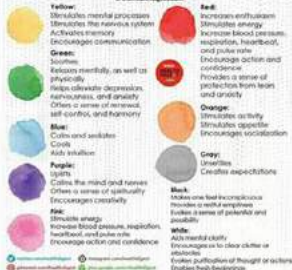 Yellow:
Stimulates mental processes
Stimulates the nervous system
Activates memory
Encourages communication
Green:
Soothes
Relaxes mentally, as well as
physically
Helps alleviate depression,
nervousness, and anxiety
Offers a sense of renewal,
self-control, and harmony
Blue:
Calms and sedates
Cools
Aids intuition
Purple:
Uplifts
Calms the mind and nerves
Offers a sense of spirituality
Encourages creativity
Pink:
Stimulate energy
Increase blood pressure, respiration,
heartbeat, and pulse rate
Encourage action and confidence
Red:
Increases enthusiasm
Stimulates energy
Increase blood pressure,
respiration, heartbeat,
and pulse rate
Encourage action and
confidence
Provides a sense of
protection from fears
and anxiety
Orange:
Stimulates activity
Stimulates appetite
Encourages socialization
Gray:
Unsettles
Creates expectations
Black:
Makes one feel inconspicuous
Provides a restful emptiness
Evokes a sense of potential and
possibility
White:
Aids mental clarity
Encourages us to clear clutter or
obstacles
Evokes purification of thought or actions
Enables fresh beginnings